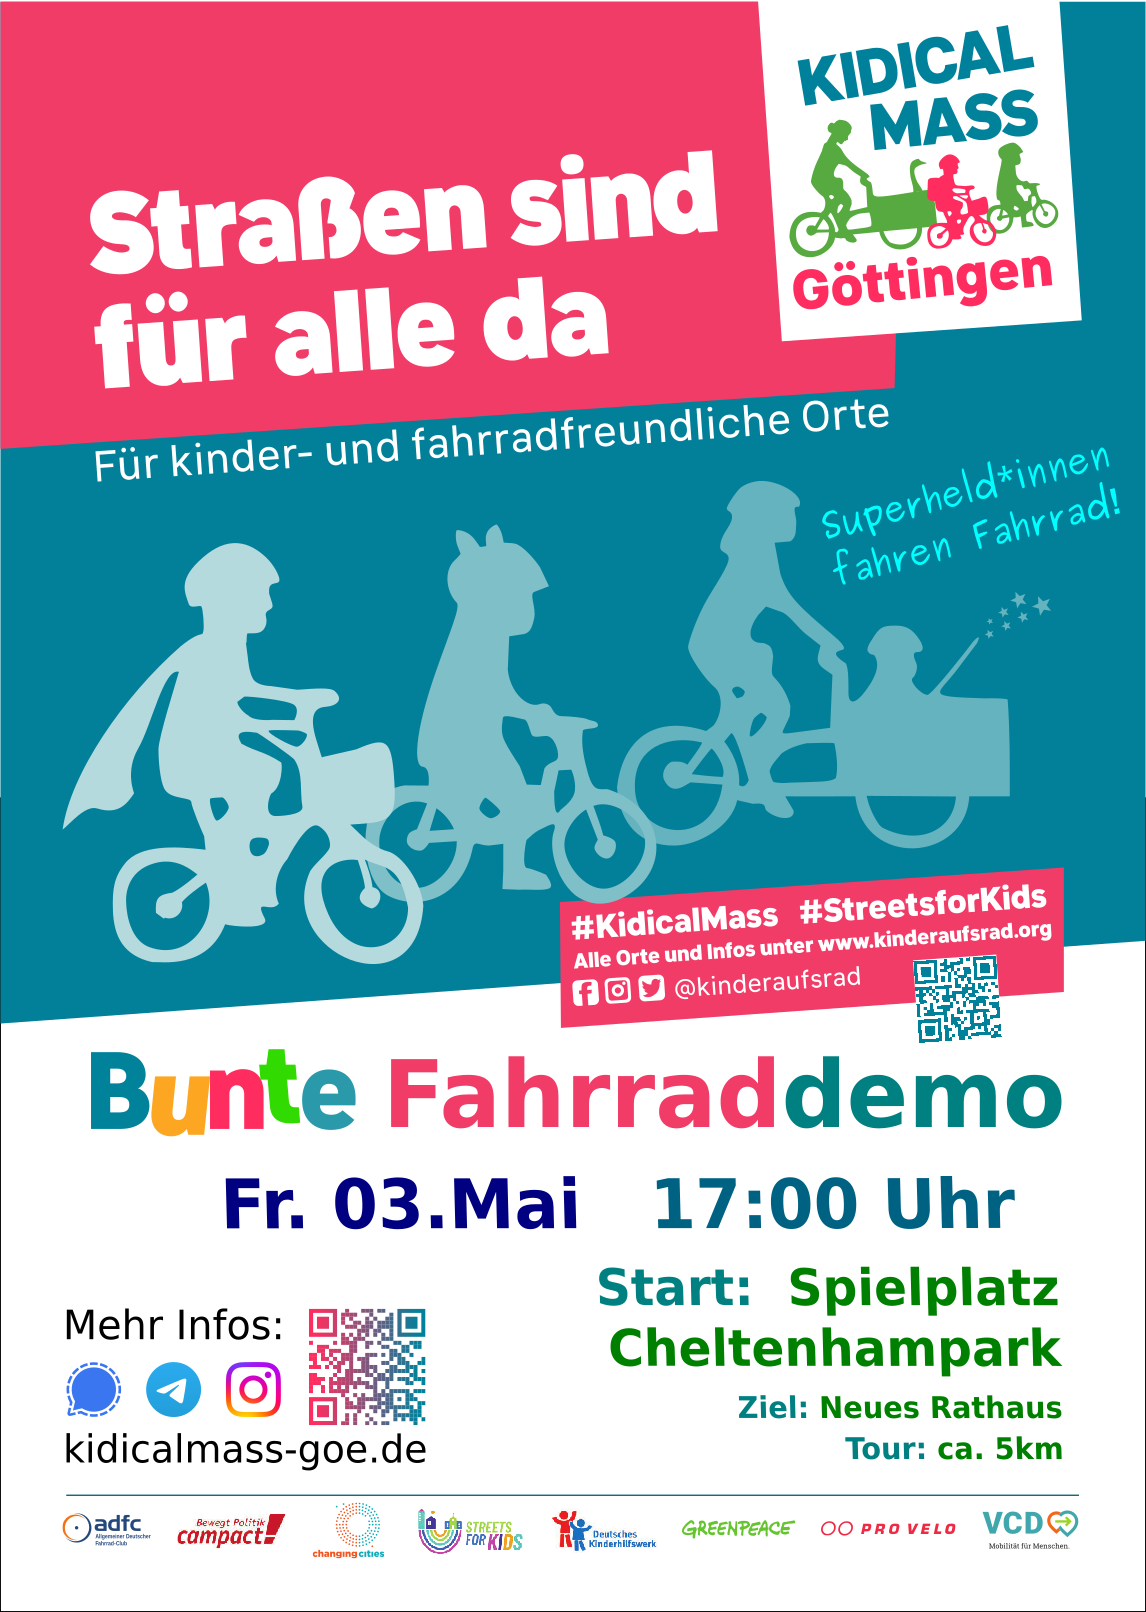 KIDICAL
MASS
Göttingen
Straßen sind
für alle da
Für kinder- und fahrradfreundliche Orte
Superheld*innen
fahren Fahrrad!
#KidicalMass #StreetsforKids
Alle Orte und Infos unter www.kinderaufsrad.org
@kinderaufsrad
Bunte Fahrraddemo
Fr. 03.Mai 17:00 Uhr
Start: Spielplatz
Cheltenhampark
Ziel: Neues Rathaus
Tour: ca. 5km
Mehr Infos:
kidicalmass-goe.de
adfc
Allgemeiner Deutscher
Fahrrad-Club
Bewegt Politik
campact!
changing cities
STREETS
FOR KIDS
Deutsches
Kinderhilfswerk
GREENPEACE
PRO VELO
VCD
Mobilität für Menschen.